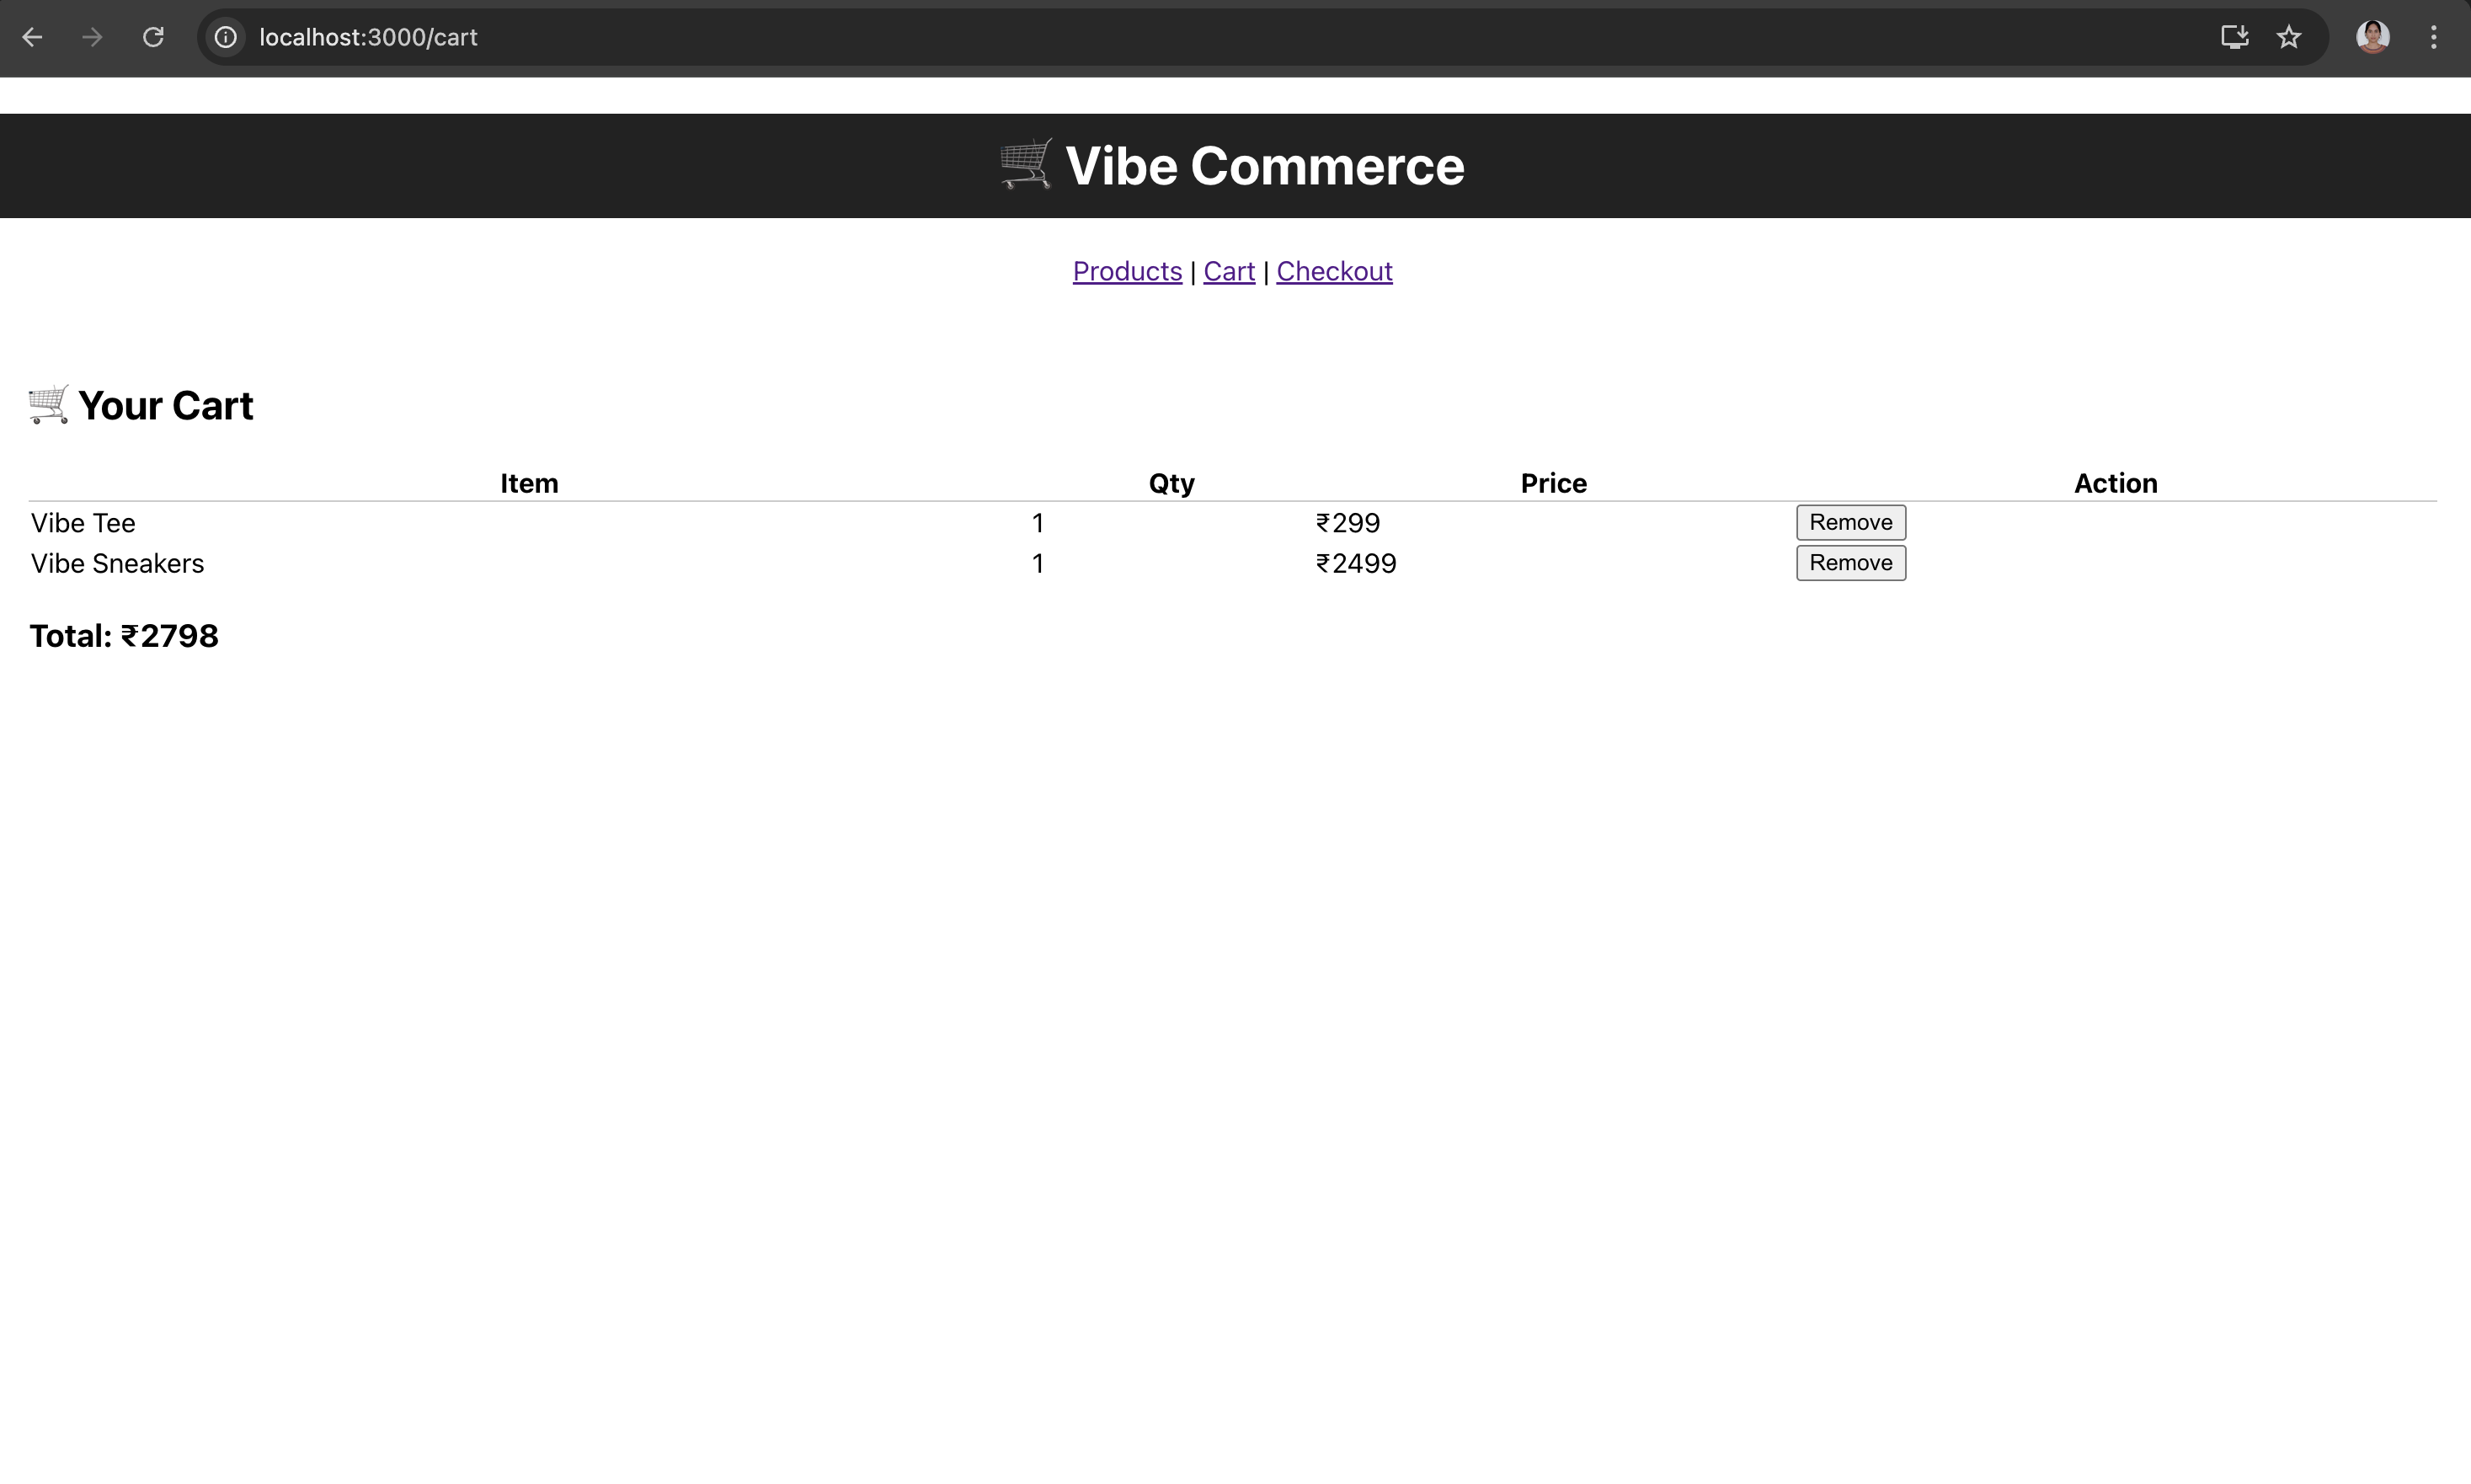 localhost:3000/cart
Vibe Commerce
Products | Cart | Checkout
Your Cart
Item Qty Price Action
Vibe Tee 1 ₹299 Remove
Vibe Sneakers 1 ₹2499 Remove
Total: ₹2798